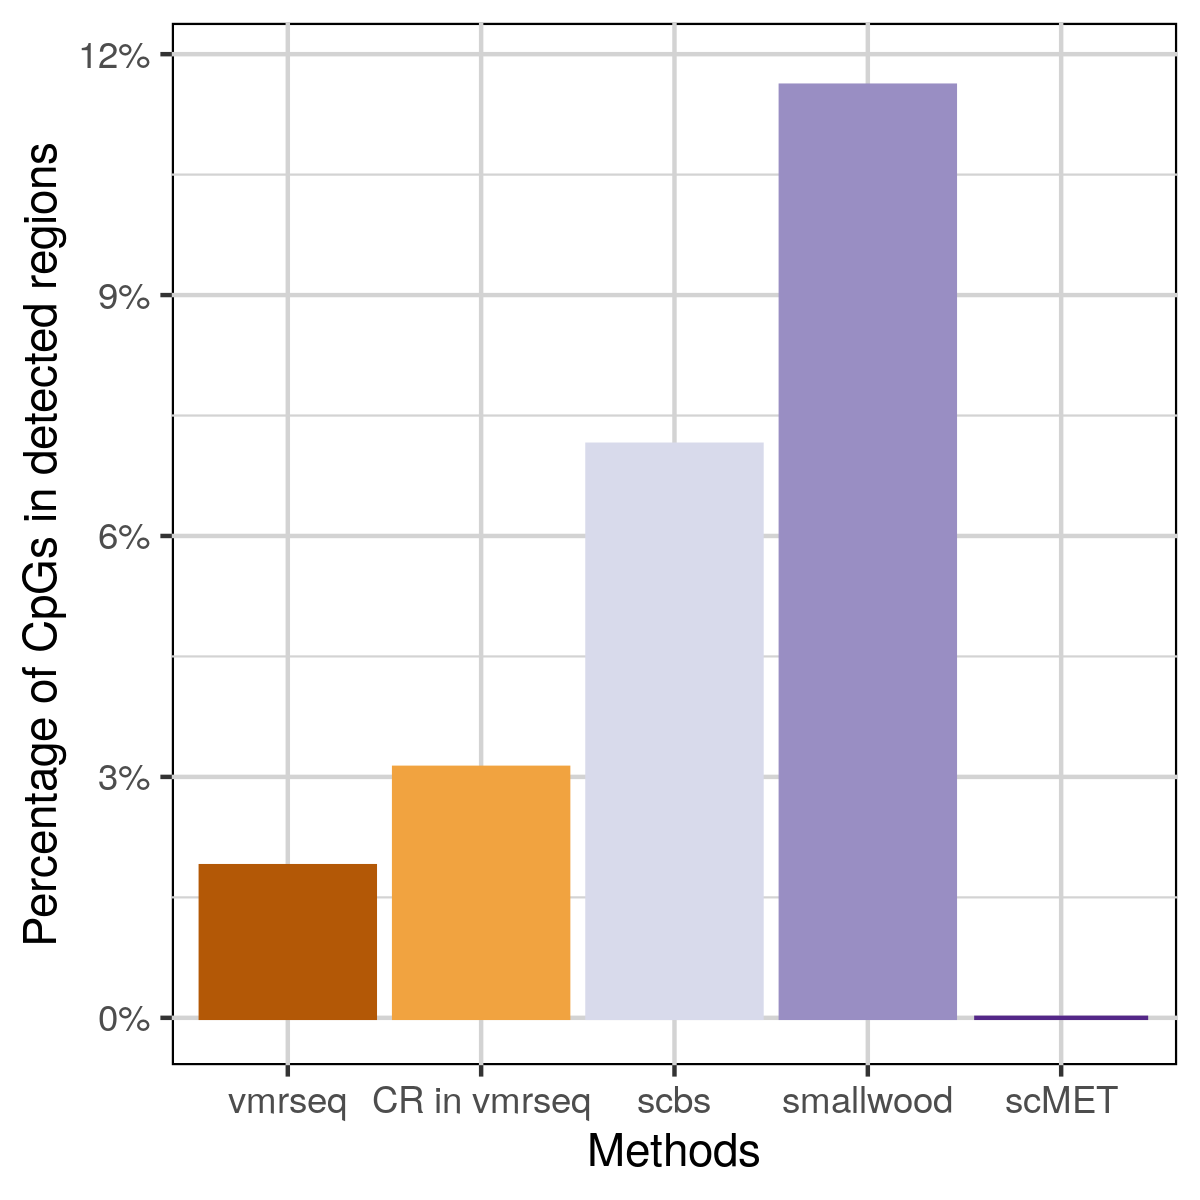 Percentage of CpGs in detected regions
12%
9%
6%
3%
0%
vmrseq CR in vmrseq scbs smallwood scMET
Methods